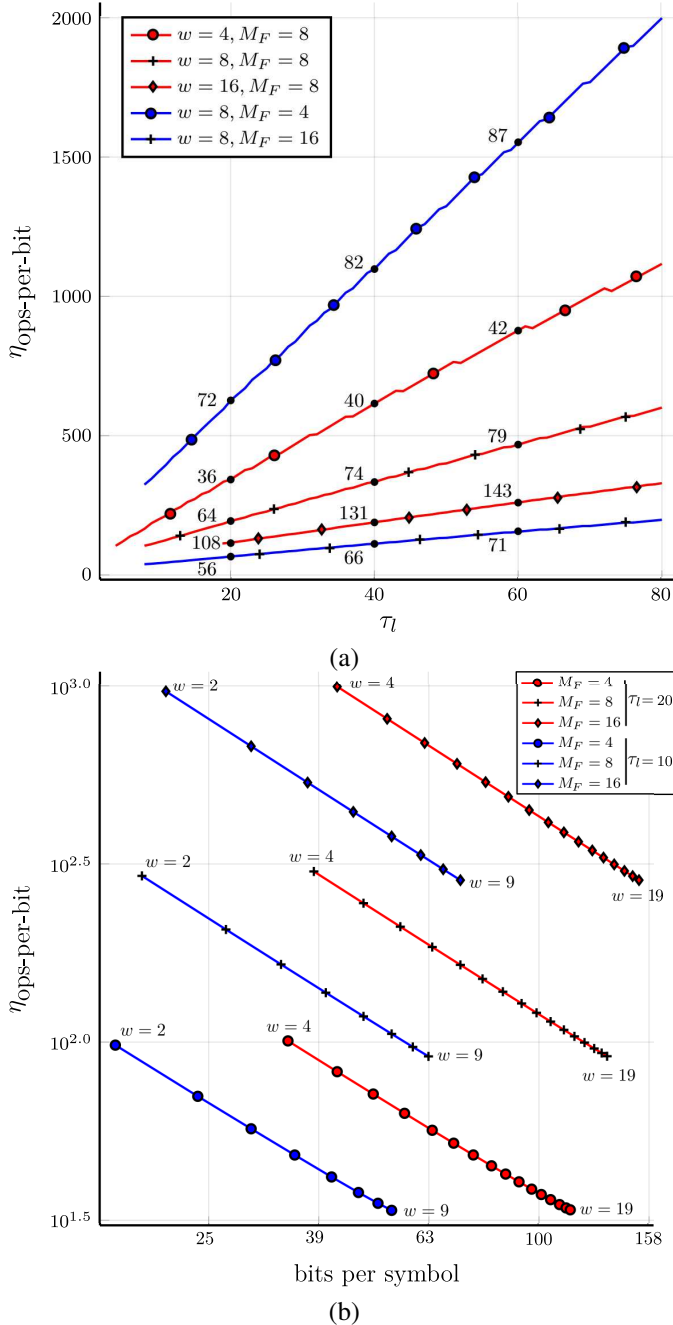 2000
1500
1000
500
0
η_ops-per-bit
w = 4, M_F = 8
w = 8, M_F = 8
w = 16, M_F = 8
w = 8, M_F = 4
w = 8, M_F = 16
87
82
72
42
40
36
79
74
64
143
131
108
71
66
56
20 40 60 80
τ_l
(a)
10^3.0
10^2.5
10^2.0
10^1.5
η_ops-per-bit
M_F = 4
M_F = 8 τ_l = 20
M_F = 16
M_F = 4
M_F = 8 τ_l = 10
M_F = 16
w = 2 w = 4
w = 9 w = 19
w = 2 w = 4
w = 9 w = 19
w = 2 w = 4
w = 9 w = 19
25 39 63 100 158
bits per symbol
(b)